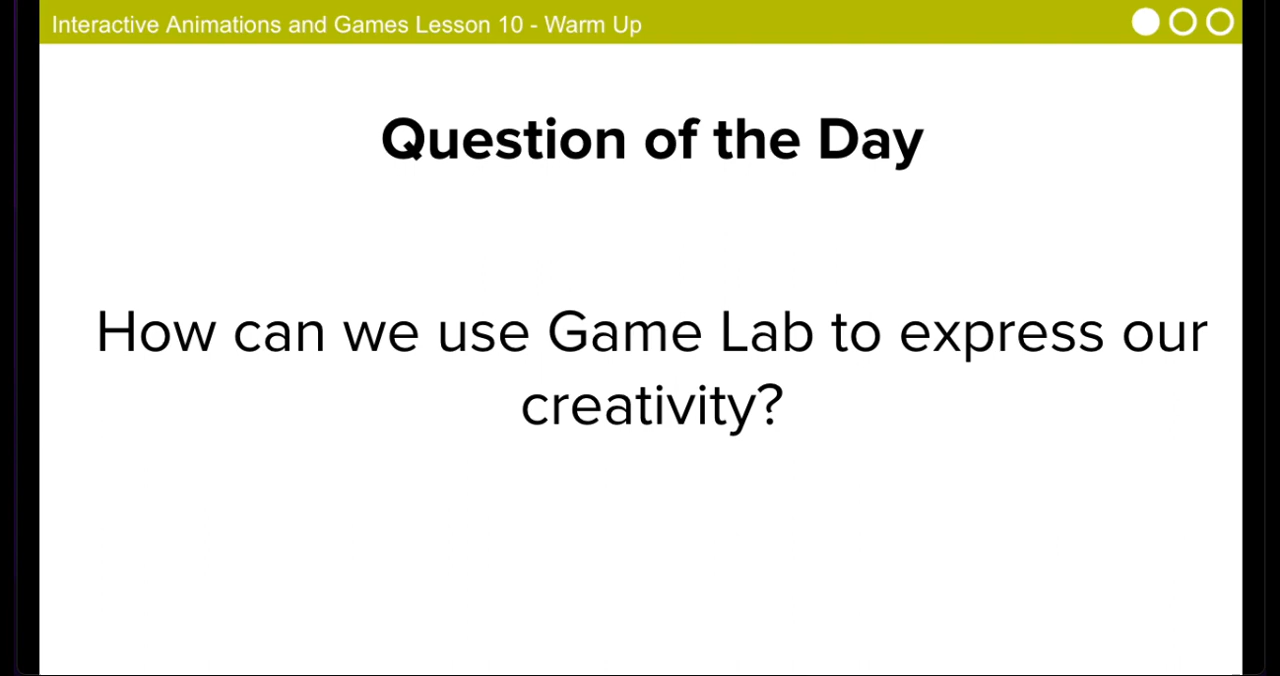 Interactive Animations and Games Lesson 10 - Warm Up
Question of the Day
How can we use Game Lab to express our
creativity?